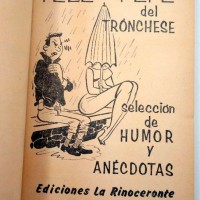 del
TRONCHESE
selección
de
HUMOR
y
ANÉCDOTAS
Ediciones La Rinoceronte